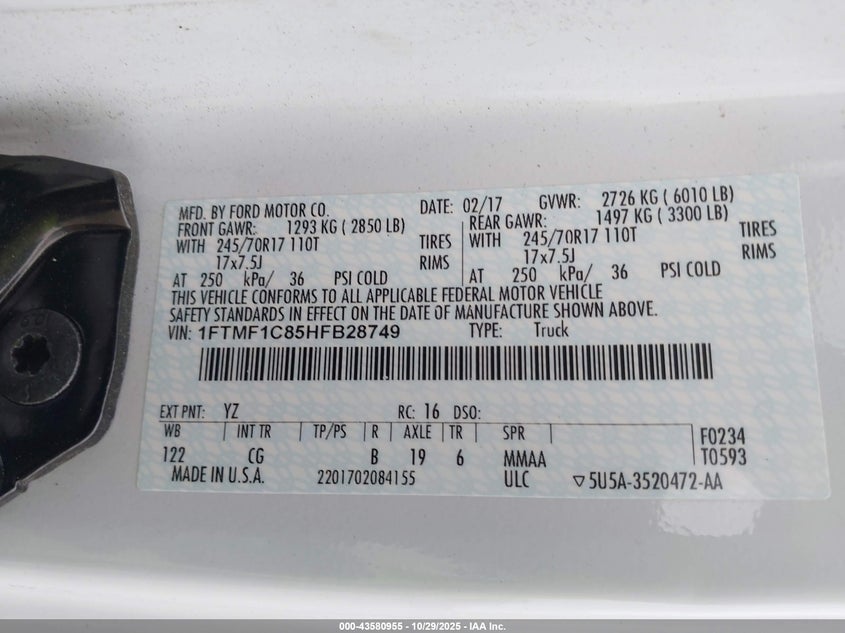 MFD. BY FORD MOTOR CO. DATE: 02/17 GVWR: 2726 KG ( 6010 LB)
FRONT GAWR: 1293 KG ( 2850 LB) REAR GAWR: 1497 KG ( 3300 LB)
WITH 245/70R17 110T TIRES WITH 245/70R17 110T TIRES
17x7.5J RIMS 17x7.5J RIMS
AT 250 kPa/ 36 PSI COLD AT 250 kPa/ 36 PSI COLD
THIS VEHICLE CONFORMS TO ALL APPLICABLE FEDERAL MOTOR VEHICLE
SAFETY STANDARDS IN EFFECT ON THE DATE OF MANUFACTURE SHOWN ABOVE.
VIN: 1FTMF1C85HFB28749 TYPE: Truck
EXT PNT: YZ RC: 16 DSO:
WB INT TR TP/PS R AXLE TR SPR F0234
122 CG B 19 6 MMAA T0593
MADE IN U.S.A. 2201702084155 ULC ▽5U5A-3520472-AA
000-43580955 | 10/29/2025 | IAA Inc.